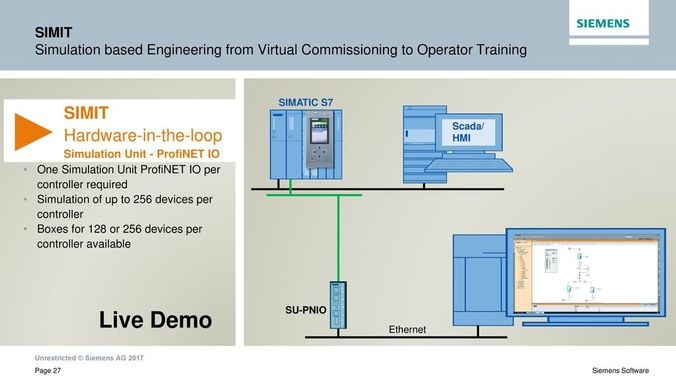 SIMIT
Simulation based Engineering from Virtual Commissioning to Operator Training
SIEMENS
SIMIT
Hardware-in-the-loop
Simulation Unit - ProfiNET IO
• One Simulation Unit ProfiNET IO per
controller required
• Simulation of up to 256 devices per
controller
• Boxes for 128 or 256 devices per
controller available
Live Demo
SIMATIC S7
Scada/
HMI
SU-PNIO
Ethernet
Unrestricted © Siemens AG 2017
Page 27
Siemens Software